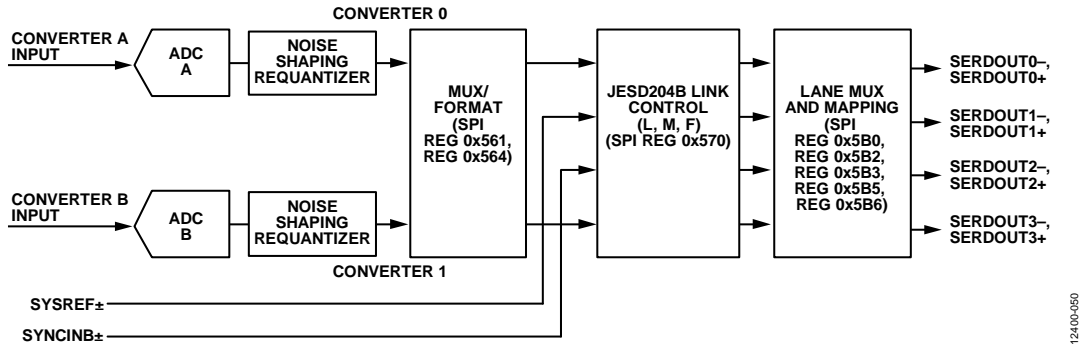 CONVERTER 0
CONVERTER A
INPUT
ADC
A
NOISE
SHAPING
REQUANTIZER
MUX/
FORMAT
(SPI
REG 0x561,
REG 0x564)
JESD204B LINK
CONTROL
(L, M, F)
(SPI REG 0x570)
LANE MUX
AND MAPPING
(SPI
REG 0x5B0,
REG 0x5B2,
REG 0x5B3,
REG 0x5B5,
REG 0x5B6)
SERDOUT0–,
SERDOUT0+
SERDOUT1–,
SERDOUT1+
SERDOUT2–,
SERDOUT2+
SERDOUT3–,
SERDOUT3+
CONVERTER B
INPUT
ADC
B
NOISE
SHAPING
REQUANTIZER
CONVERTER 1
SYSREF±
SYNCINB±
12400-050